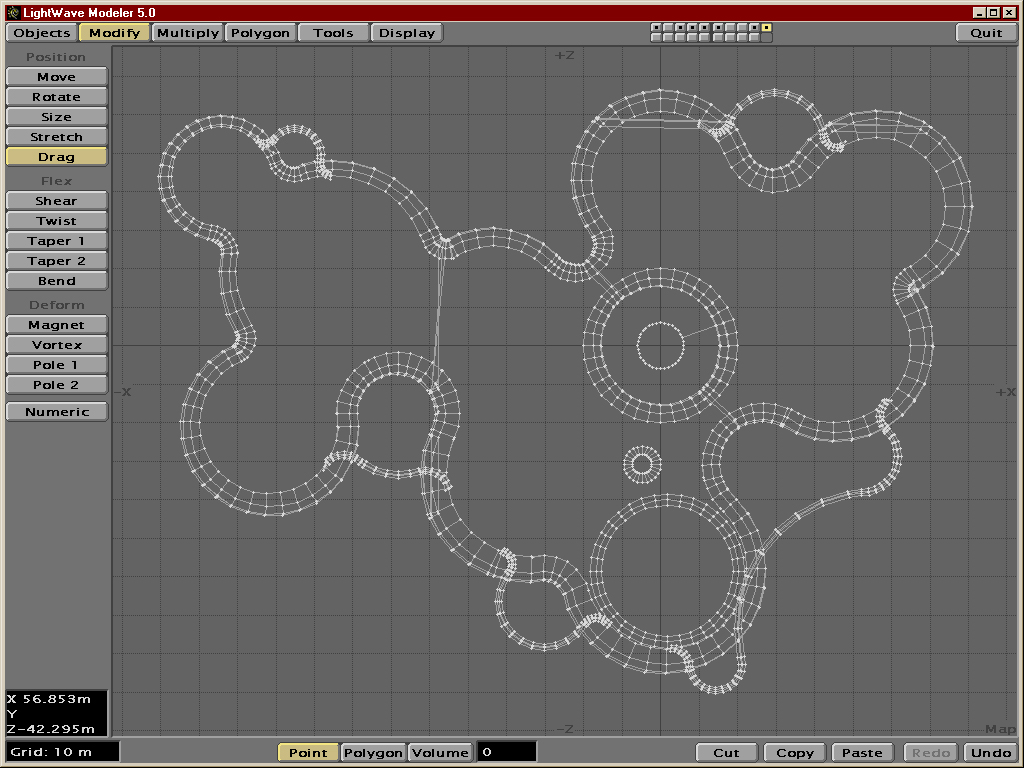 LightWave Modeler 5.0
Objects Modify Multiply Polygon Tools Display Quit
Position
Move
Rotate
Size
Stretch
Drag
Flex
Shear
Twist
Taper 1
Taper 2
Bend
Deform
Magnet
Vortex
Pole 1
Pole 2
Numeric
+Z
-X
+X
-Z
Map
X 56.853m
Y
Z-42.295m
Grid: 10 m Point Polygon Volume 0 Cut Copy Paste Redo Undo